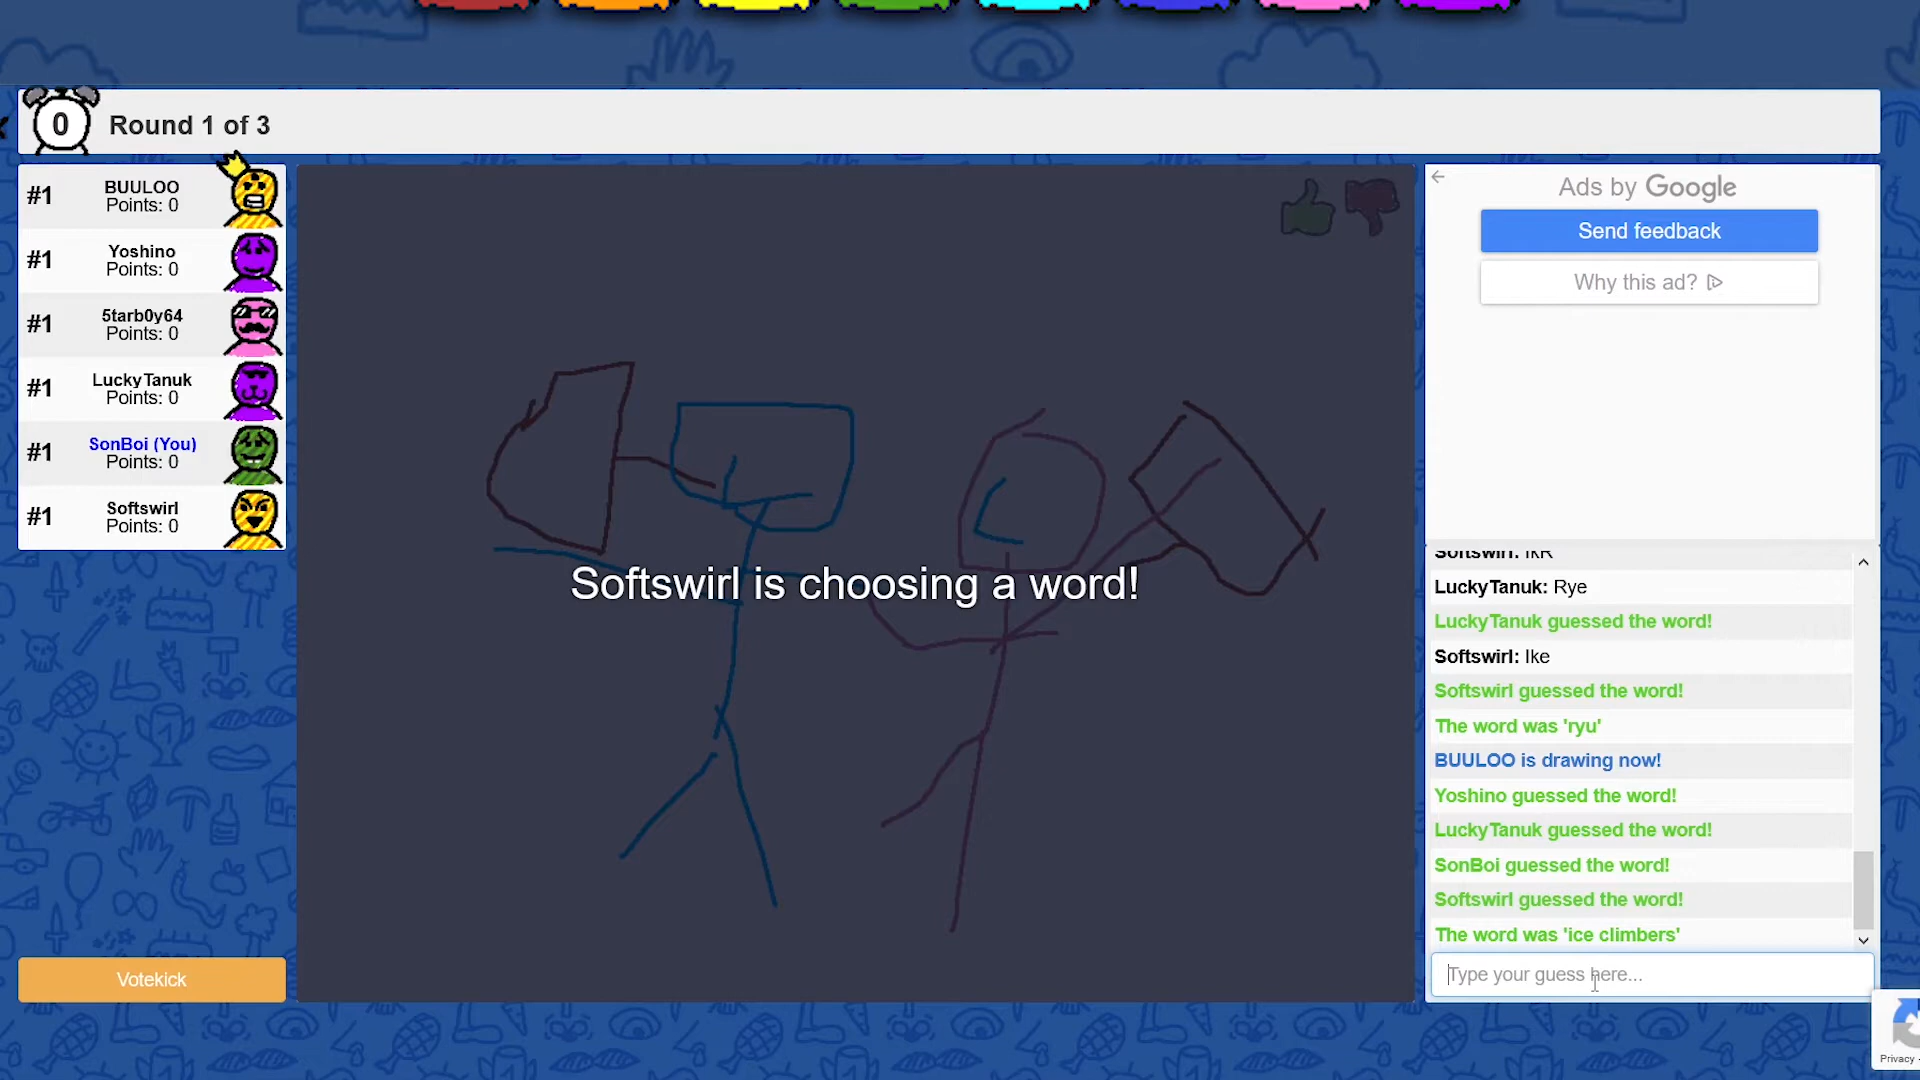 0
Round 1 of 3
#1
BUULOO
Points: 0
#1
Yoshino
Points: 0
#1
5tarb0y64
Points: 0
#1
LuckyTanuk
Points: 0
#1
SonBoi (You)
Points: 0
#1
Softswirl
Points: 0
Votekick
Softswirl is choosing a word!
Ads by Google
Send feedback
Why this ad?
Softswirl: IkR
LuckyTanuk: Rye
LuckyTanuk guessed the word!
Softswirl: Ike
Softswirl guessed the word!
The word was 'ryu'
BUULOO is drawing now!
Yoshino guessed the word!
LuckyTanuk guessed the word!
SonBoi guessed the word!
Softswirl guessed the word!
The word was 'ice climbers'
Type your guess here...
Privacy -